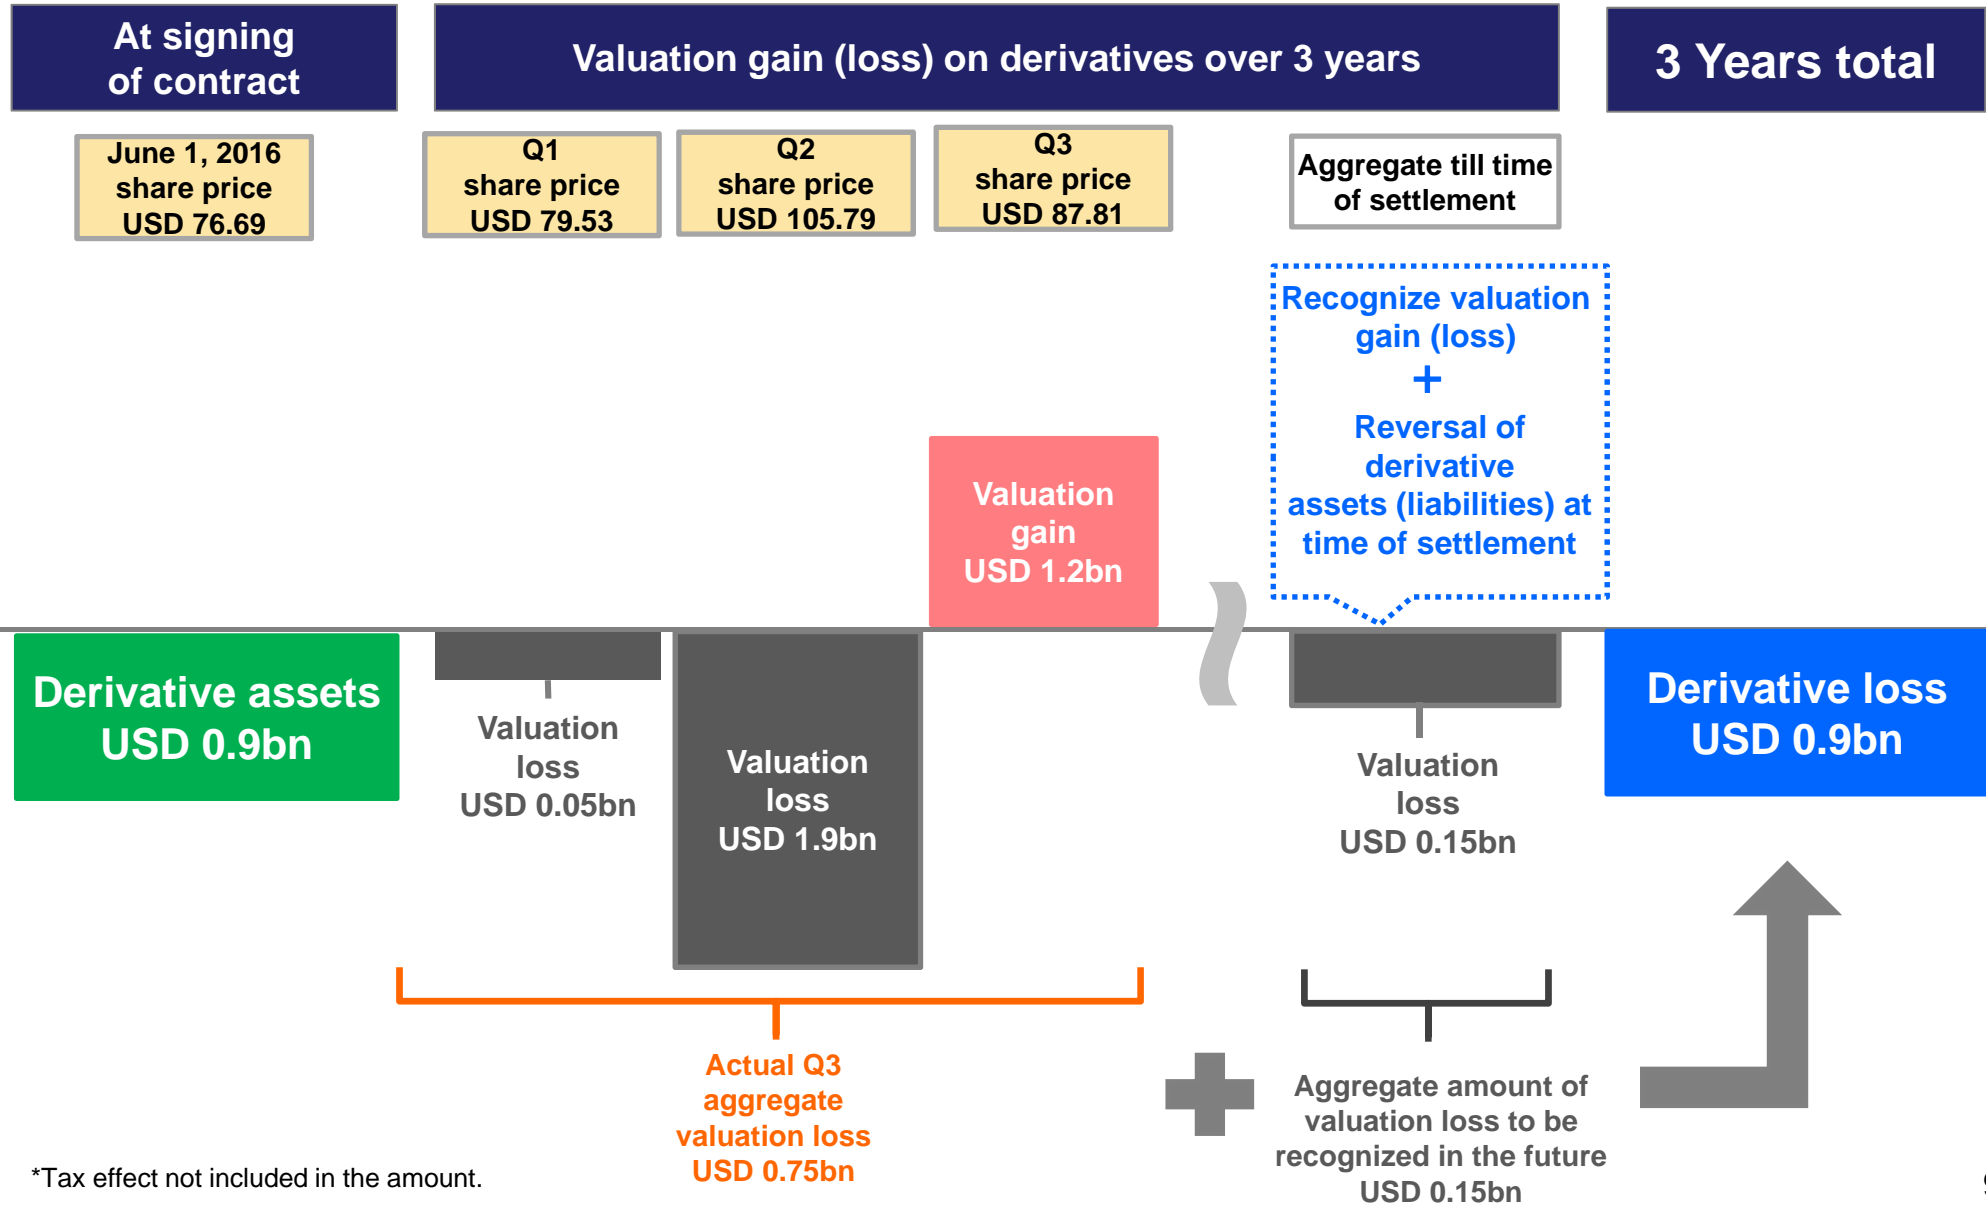 At signing
of contract
Valuation gain (loss) on derivatives over 3 years
3 Years total
June 1, 2016
share price
USD 76.69
Q1
share price
USD 79.53
Q2
share price
USD 105.79
Q3
share price
USD 87.81
Aggregate till time
of settlement
Recognize valuation
gain (loss)
+
Reversal of
derivative
assets (liabilities) at
time of settlement
Valuation
gain
USD 1.2bn
Derivative assets
USD 0.9bn
Valuation
loss
USD 0.05bn
Valuation
loss
USD 1.9bn
Valuation
loss
USD 0.15bn
Derivative loss
USD 0.9bn
Actual Q3
aggregate
valuation loss
USD 0.75bn
Aggregate amount of
valuation loss to be
recognized in the future
USD 0.15bn
*Tax effect not included in the amount.